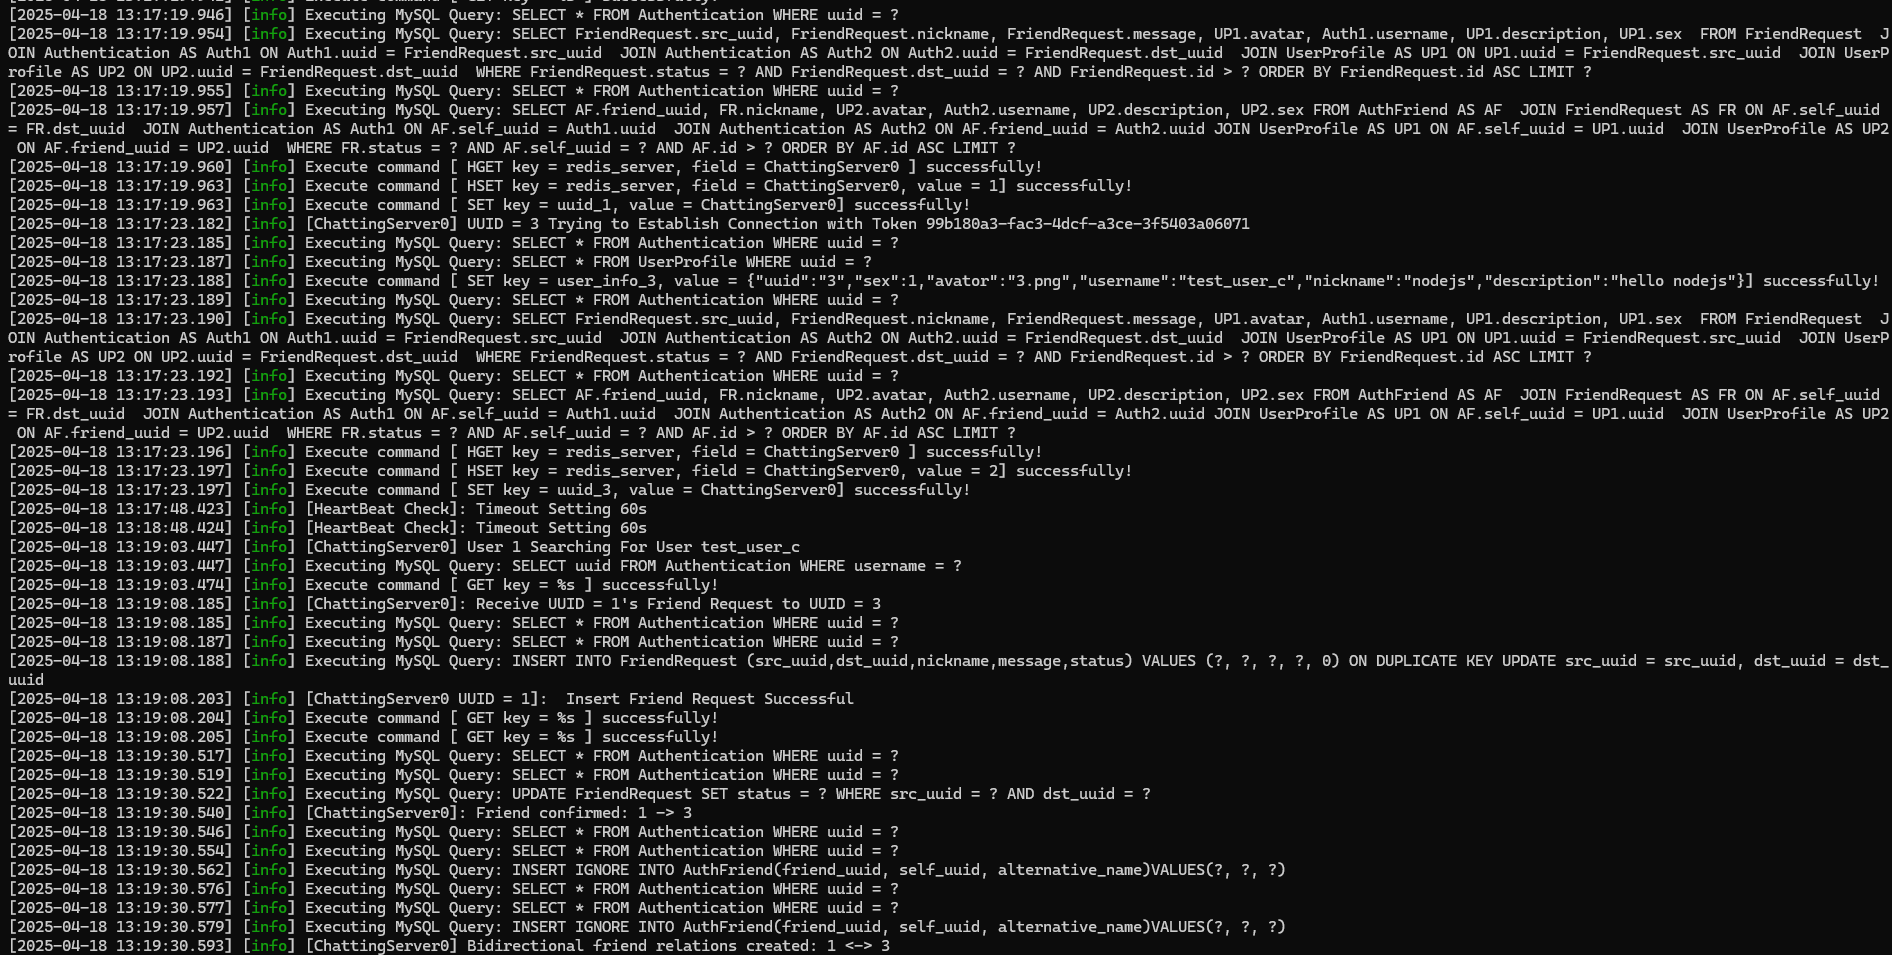 [2025-04-18 13:17:19.946] [info] Executing MySQL Query: SELECT * FROM Authentication WHERE uuid = ?
[2025-04-18 13:17:19.954] [info] Executing MySQL Query: SELECT FriendRequest.src_uuid, FriendRequest.nickname, FriendRequest.message, UP1.avatar, Auth1.username, UP1.description, UP1.sex  FROM FriendRequest  J
OIN Authentication AS Auth1 ON Auth1.uuid = FriendRequest.src_uuid  JOIN Authentication AS Auth2 ON Auth2.uuid = FriendRequest.dst_uuid  JOIN UserProfile AS UP1 ON UP1.uuid = FriendRequest.src_uuid  JOIN UserP
rofile AS UP2 ON UP2.uuid = FriendRequest.dst_uuid  WHERE FriendRequest.status = ? AND FriendRequest.dst_uuid = ? AND FriendRequest.id > ? ORDER BY FriendRequest.id ASC LIMIT ?
[2025-04-18 13:17:19.955] [info] Executing MySQL Query: SELECT * FROM Authentication WHERE uuid = ?
[2025-04-18 13:17:19.957] [info] Executing MySQL Query: SELECT AF.friend_uuid, FR.nickname, UP2.avatar, Auth2.username, UP2.description, UP2.sex FROM AuthFriend AS AF  JOIN FriendRequest AS FR ON AF.self_uuid
= FR.dst_uuid  JOIN Authentication AS Auth1 ON AF.self_uuid = Auth1.uuid  JOIN Authentication AS Auth2 ON AF.friend_uuid = Auth2.uuid JOIN UserProfile AS UP1 ON AF.self_uuid = UP1.uuid  JOIN UserProfile AS UP2
ON AF.friend_uuid = UP2.uuid  WHERE FR.status = ? AND AF.self_uuid = ? AND AF.id > ? ORDER BY AF.id ASC LIMIT ?
[2025-04-18 13:17:19.960] [info] Execute command [ HGET key = redis_server, field = ChattingServer0 ] successfully!
[2025-04-18 13:17:19.963] [info] Execute command [ HSET key = redis_server, field = ChattingServer0, value = 1] successfully!
[2025-04-18 13:17:19.963] [info] Execute command [ SET key = uuid_1, value = ChattingServer0] successfully!
[2025-04-18 13:17:23.182] [info] [ChattingServer0] UUID = 3 Trying to Establish Connection with Token 99b180a3-fac3-4dcf-a3ce-3f5403a06071
[2025-04-18 13:17:23.185] [info] Executing MySQL Query: SELECT * FROM Authentication WHERE uuid = ?
[2025-04-18 13:17:23.187] [info] Executing MySQL Query: SELECT * FROM UserProfile WHERE uuid = ?
[2025-04-18 13:17:23.188] [info] Execute command [ SET key = user_info_3, value = {"uuid":"3","sex":1,"avator":"3.png","username":"test_user_c","nickname":"nodejs","description":"hello nodejs"}] successfully!
[2025-04-18 13:17:23.189] [info] Executing MySQL Query: SELECT * FROM Authentication WHERE uuid = ?
[2025-04-18 13:17:23.190] [info] Executing MySQL Query: SELECT FriendRequest.src_uuid, FriendRequest.nickname, FriendRequest.message, UP1.avatar, Auth1.username, UP1.description, UP1.sex  FROM FriendRequest  J
OIN Authentication AS Auth1 ON Auth1.uuid = FriendRequest.src_uuid  JOIN Authentication AS Auth2 ON Auth2.uuid = FriendRequest.dst_uuid  JOIN UserProfile AS UP1 ON UP1.uuid = FriendRequest.src_uuid  JOIN UserP
rofile AS UP2 ON UP2.uuid = FriendRequest.dst_uuid  WHERE FriendRequest.status = ? AND FriendRequest.dst_uuid = ? AND FriendRequest.id > ? ORDER BY FriendRequest.id ASC LIMIT ?
[2025-04-18 13:17:23.192] [info] Executing MySQL Query: SELECT * FROM Authentication WHERE uuid = ?
[2025-04-18 13:17:23.193] [info] Executing MySQL Query: SELECT AF.friend_uuid, FR.nickname, UP2.avatar, Auth2.username, UP2.description, UP2.sex FROM AuthFriend AS AF  JOIN FriendRequest AS FR ON AF.self_uuid
= FR.dst_uuid  JOIN Authentication AS Auth1 ON AF.self_uuid = Auth1.uuid  JOIN Authentication AS Auth2 ON AF.friend_uuid = Auth2.uuid JOIN UserProfile AS UP1 ON AF.self_uuid = UP1.uuid  JOIN UserProfile AS UP2
ON AF.friend_uuid = UP2.uuid  WHERE FR.status = ? AND AF.self_uuid = ? AND AF.id > ? ORDER BY AF.id ASC LIMIT ?
[2025-04-18 13:17:23.196] [info] Execute command [ HGET key = redis_server, field = ChattingServer0 ] successfully!
[2025-04-18 13:17:23.197] [info] Execute command [ HSET key = redis_server, field = ChattingServer0, value = 2] successfully!
[2025-04-18 13:17:23.197] [info] Execute command [ SET key = uuid_3, value = ChattingServer0] successfully!
[2025-04-18 13:17:48.423] [info] [HeartBeat Check]: Timeout Setting 60s
[2025-04-18 13:18:48.424] [info] [HeartBeat Check]: Timeout Setting 60s
[2025-04-18 13:19:03.447] [info] [ChattingServer0] User 1 Searching For User test_user_c
[2025-04-18 13:19:03.447] [info] Executing MySQL Query: SELECT uuid FROM Authentication WHERE username = ?
[2025-04-18 13:19:03.474] [info] Execute command [ GET key = %s ] successfully!
[2025-04-18 13:19:08.185] [info] [ChattingServer0]: Receive UUID = 1's Friend Request to UUID = 3
[2025-04-18 13:19:08.185] [info] Executing MySQL Query: SELECT * FROM Authentication WHERE uuid = ?
[2025-04-18 13:19:08.187] [info] Executing MySQL Query: SELECT * FROM Authentication WHERE uuid = ?
[2025-04-18 13:19:08.188] [info] Executing MySQL Query: INSERT INTO FriendRequest (src_uuid,dst_uuid,nickname,message,status) VALUES (?, ?, ?, ?, 0) ON DUPLICATE KEY UPDATE src_uuid = src_uuid, dst_uuid = dst_
uuid
[2025-04-18 13:19:08.203] [info] [ChattingServer0 UUID = 1]:  Insert Friend Request Successful
[2025-04-18 13:19:08.204] [info] Execute command [ GET key = %s ] successfully!
[2025-04-18 13:19:08.205] [info] Execute command [ GET key = %s ] successfully!
[2025-04-18 13:19:30.517] [info] Executing MySQL Query: SELECT * FROM Authentication WHERE uuid = ?
[2025-04-18 13:19:30.519] [info] Executing MySQL Query: SELECT * FROM Authentication WHERE uuid = ?
[2025-04-18 13:19:30.522] [info] Executing MySQL Query: UPDATE FriendRequest SET status = ? WHERE src_uuid = ? AND dst_uuid = ?
[2025-04-18 13:19:30.540] [info] [ChattingServer0]: Friend confirmed: 1 -> 3
[2025-04-18 13:19:30.546] [info] Executing MySQL Query: SELECT * FROM Authentication WHERE uuid = ?
[2025-04-18 13:19:30.554] [info] Executing MySQL Query: SELECT * FROM Authentication WHERE uuid = ?
[2025-04-18 13:19:30.562] [info] Executing MySQL Query: INSERT IGNORE INTO AuthFriend(friend_uuid, self_uuid, alternative_name)VALUES(?, ?, ?)
[2025-04-18 13:19:30.576] [info] Executing MySQL Query: SELECT * FROM Authentication WHERE uuid = ?
[2025-04-18 13:19:30.577] [info] Executing MySQL Query: SELECT * FROM Authentication WHERE uuid = ?
[2025-04-18 13:19:30.579] [info] Executing MySQL Query: INSERT IGNORE INTO AuthFriend(friend_uuid, self_uuid, alternative_name)VALUES(?, ?, ?)
[2025-04-18 13:19:30.593] [info] [ChattingServer0] Bidirectional friend relations created: 1 <-> 3